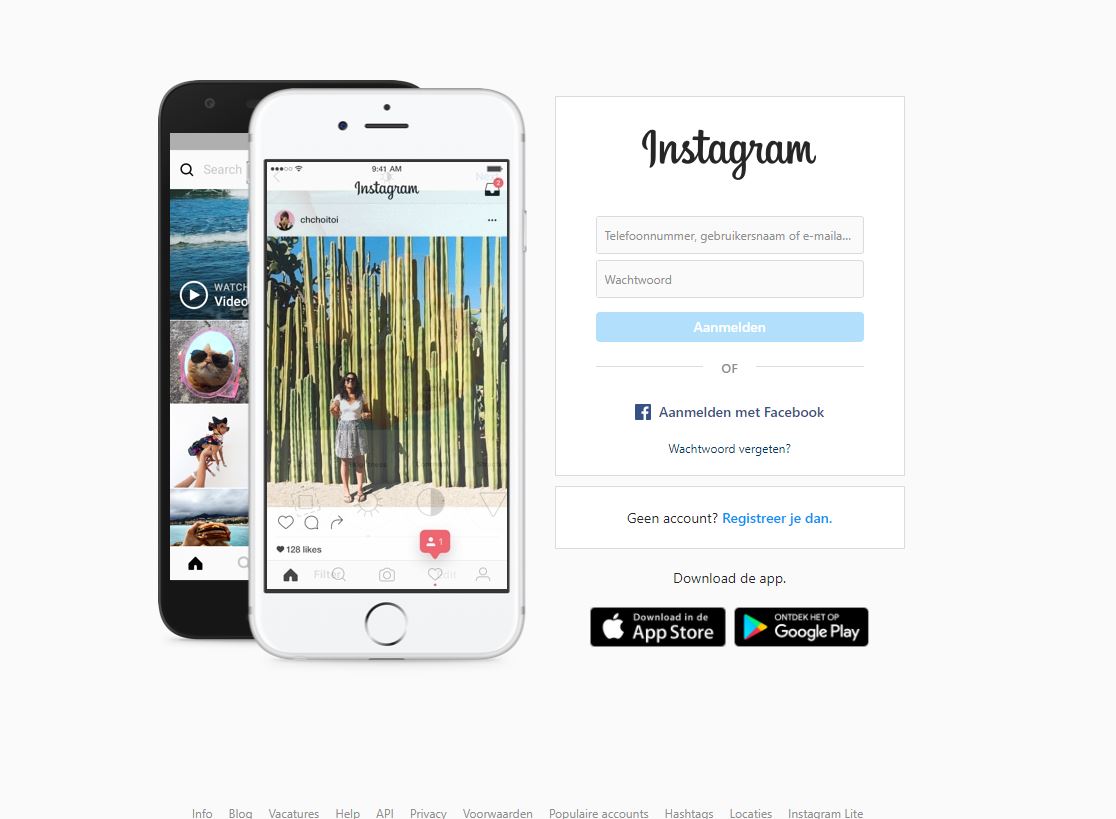 Search
WATCH
Video
9:41 AM
Instagram
2
chchoitoi
128 likes
1
Filter
Edit
Instagram
Telefoonnummer, gebruikersnaam of e-maila...
Wachtwoord
Aanmelden
OF
Aanmelden met Facebook
Wachtwoord vergeten?
Geen account? Registreer je dan.
Download de app.
Download in de
App Store
ONTDEK HET OP
Google Play
Info Blog Vacatures Help API Privacy Voorwaarden Populaire accounts Hashtags Locaties Instagram Lite